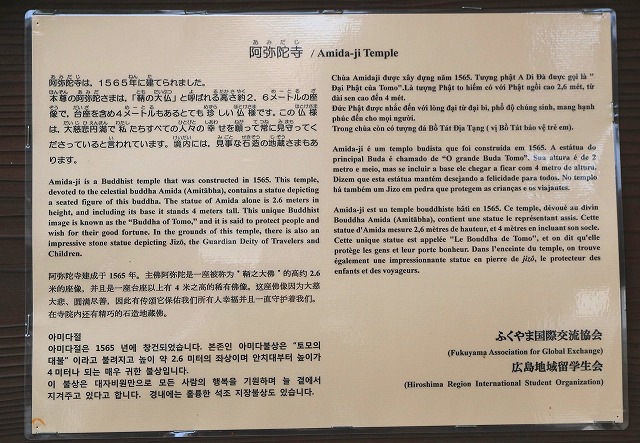 あみだじ
阿弥陀寺 / Amida-ji Temple
阿弥陀寺は、1565年に建てられました。
本尊の阿弥陀さまは、「鞆の大仏」と呼ばれる高さ約2.6メートルの座
像で、台座を含め4メートルもあるとても珍しい仏様です。この仏様
は、大慈悲円満で私たちすべての人々の幸せを願って常に見守ってく
ださっていると言われています。境内には、見事な石造の地蔵さまもあ
ります。
Amida-ji is a Buddhist temple that was constructed in 1565. This temple,
devoted to the celestial buddha Amida (Amitābha), contains a statue depicting
a seated figure of this buddha. The statue of Amida alone is 2.6 meters in
height, and including its base it stands 4 meters tall. This unique Buddhist
image is known as the “Buddha of Tomo,” and it is said to protect people and
wish for their good fortune. In the grounds of this temple, there is also an
impressive stone statue depicting Jizō, the Guardian Deity of Travelers and
Children.
阿弥陀寺建成于 1565 年。主佛阿弥陀是一座被称为“鞆之大佛”的高约 2.6
米的座像，并且是一座台座以上有 4 米之高的稀有佛像。这座佛像因为大慈
大悲、圆满尽善，因此有传颂它保佑我们所有人幸福并且一直守护着我们。
在寺院内还有精巧的石造地藏佛。
아미다절
아미다절은 1565 년에 창건되었습니다. 본존인 아미다불상은 "토모의
대불" 이라고 불려지고 높이 약 2.6 미터의 좌상이며 안치대부터 높이가
4 미터나 되는 매우 귀한 불상입니다.
이 불상은 대자비원만으로 모든 사람의 행복을 기원하며 늘 곁에서
지켜주고 있다고 합니다. 경내에는 훌륭한 석조 지장불상도 있습니다.
Chùa Amidaji được xây dựng năm 1565. Tượng phật A Di Đà được gọi là "
Đại Phật của Tomo".Là tượng Phật to hiếm có với Phật ngồi cao 2,6 mét, từ
đài sen cao đến 4 mét.
Đức Phật được nhắc đến với lòng đại từ đại bi, phổ độ chúng sinh, mang hạnh
phúc đến cho mọi người.
Trong chùa còn có tượng đá Bồ Tát Địa Tạng ( vị Bồ Tát bảo vệ trẻ em).
Amida-ji é um templo budista que foi construida em 1565. A estátua do
principal Buda é chamado de “O grande Buda Tomo”. Sua altura é de 2
metro e meio, mas se incluir a base ele chegar a ficar com 4 metro de altura.
Dizem que esta estátua mantém desejando a felicidade para todos. No templo
há também um Jizo em pedra que protegem as crianças e os viajantes.
Amida-ji est un temple bouddhiste bâti en 1565. Ce temple, dévoué au divin
Bouddha Amida (Amitābha), contient une statue le représentant assis. Cette
statue d'Amida mesure 2,6 mètres de hauteur, et 4 mètres en incluant son socle.
Cette unique statue est appelée "Le Bouddha de Tomo", et on dit qu'elle
protège les gens et leur porte bonheur. Dans l'enceinte du temple, on trouve
également une impressionnante statue en pierre de jizō, le protecteur des
enfants et des voyageurs.
ふくやま国際交流協会
(Fukuyama Association for Global Exchange)
広島地域留学生会
(Hiroshima Region International Student Organization)